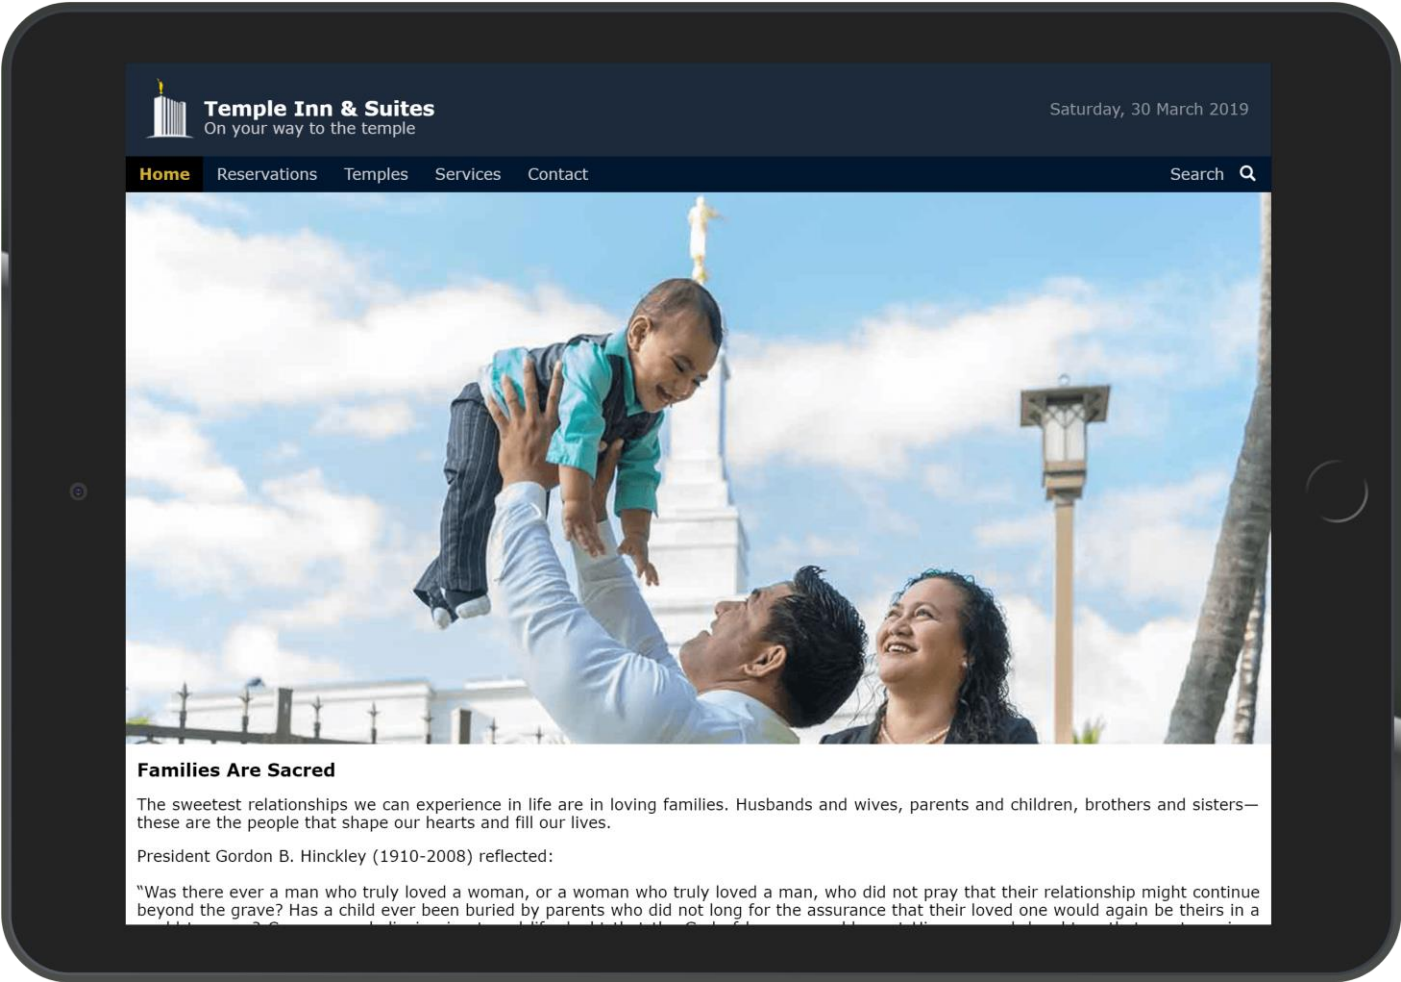 Temple Inn & Suites
On your way to the temple
Saturday, 30 March 2019
Home Reservations Temples Services Contact Search
Families Are Sacred
The sweetest relationships we can experience in life are in loving families. Husbands and wives, parents and children, brothers and sisters—
these are the people that shape our hearts and fill our lives.
President Gordon B. Hinckley (1910-2008) reflected:
“Was there ever a man who truly loved a woman, or a woman who truly loved a man, who did not pray that their relationship might continue
beyond the grave? Has a child ever been buried by parents who did not long for the assurance that their loved one would again be theirs in a